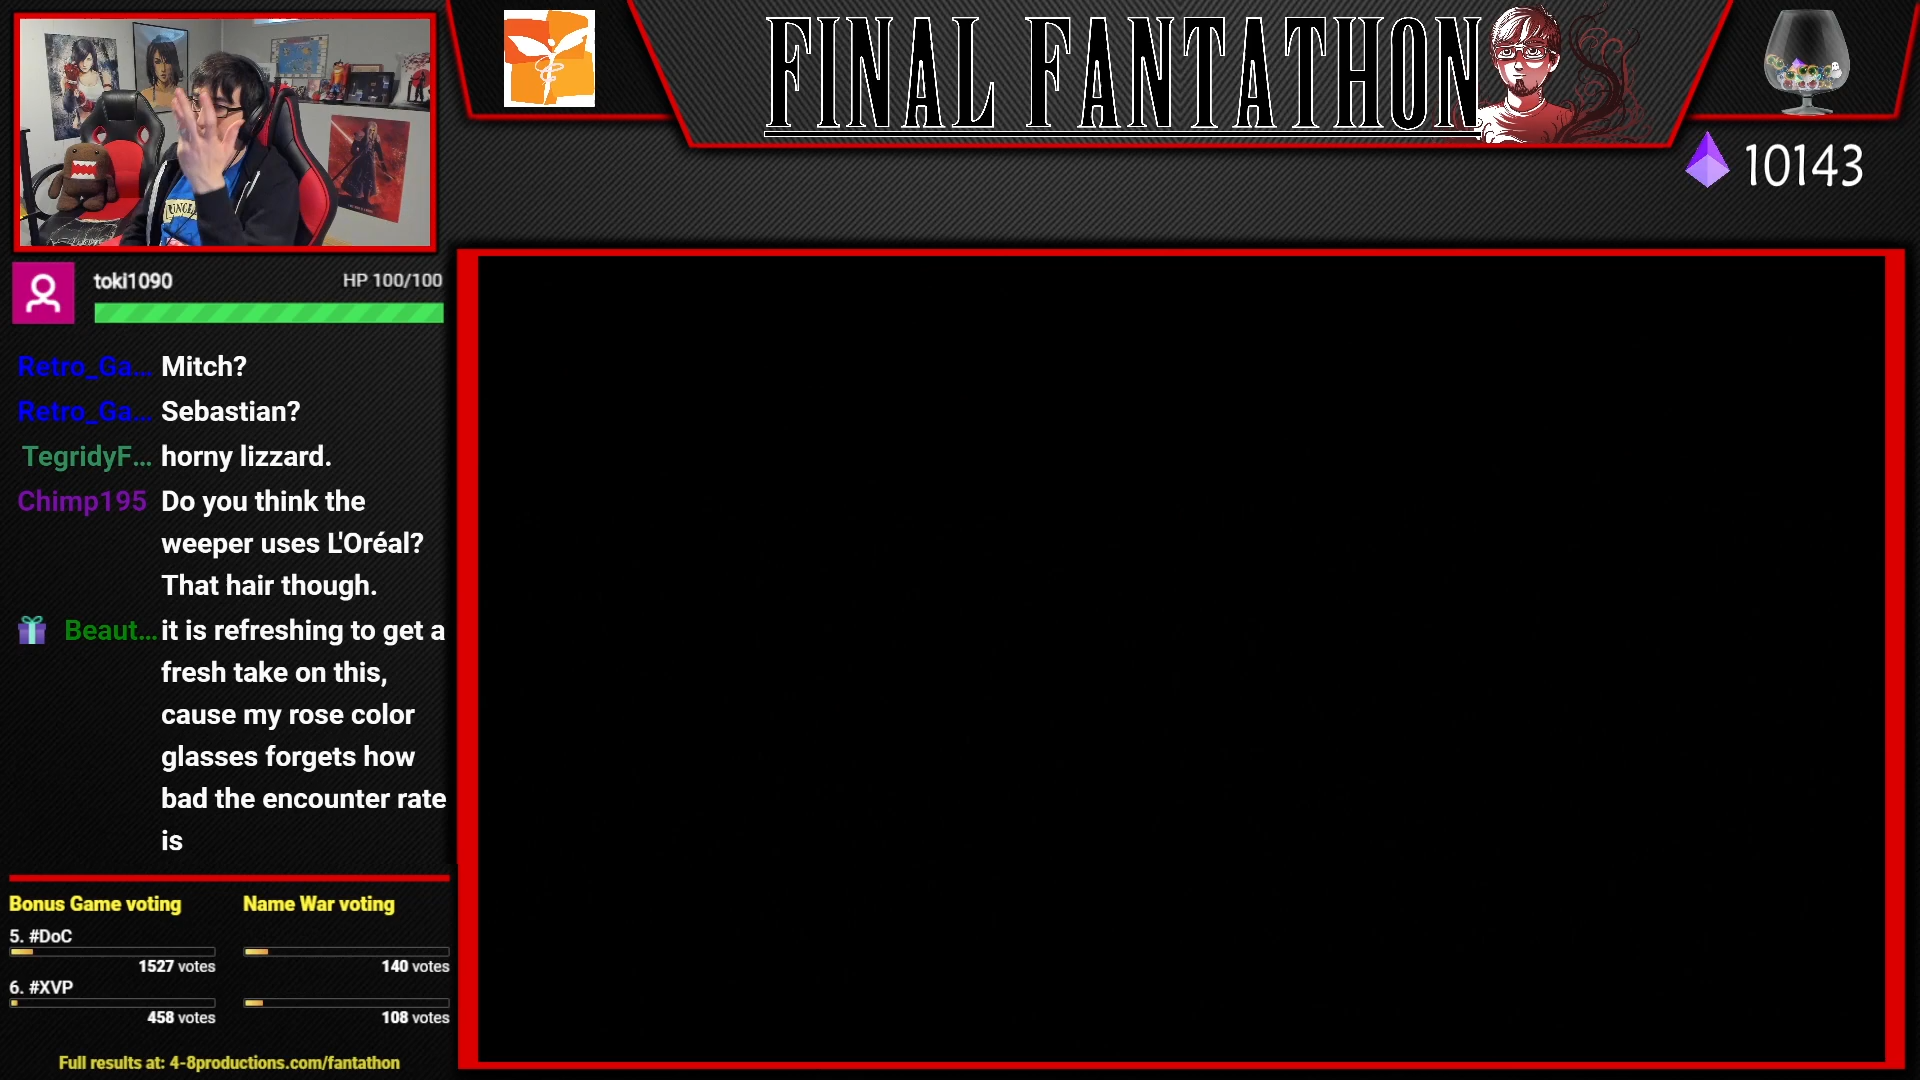 FINAL FANTATHON
10143
toki1090 HP 100/100
Retro_Ga... Mitch?
Retro_Ga... Sebastian?
TegridyF... horny lizzard.
Chimp195 Do you think the
weeper uses L'Oréal?
That hair though.
Beaut... it is refreshing to get a
fresh take on this,
cause my rose color
glasses forgets how
bad the encounter rate
is
Bonus Game voting
5. #DoC
1527 votes
6. #XVP
458 votes
Name War voting
140 votes
108 votes
Full results at: 4-8productions.com/fantathon